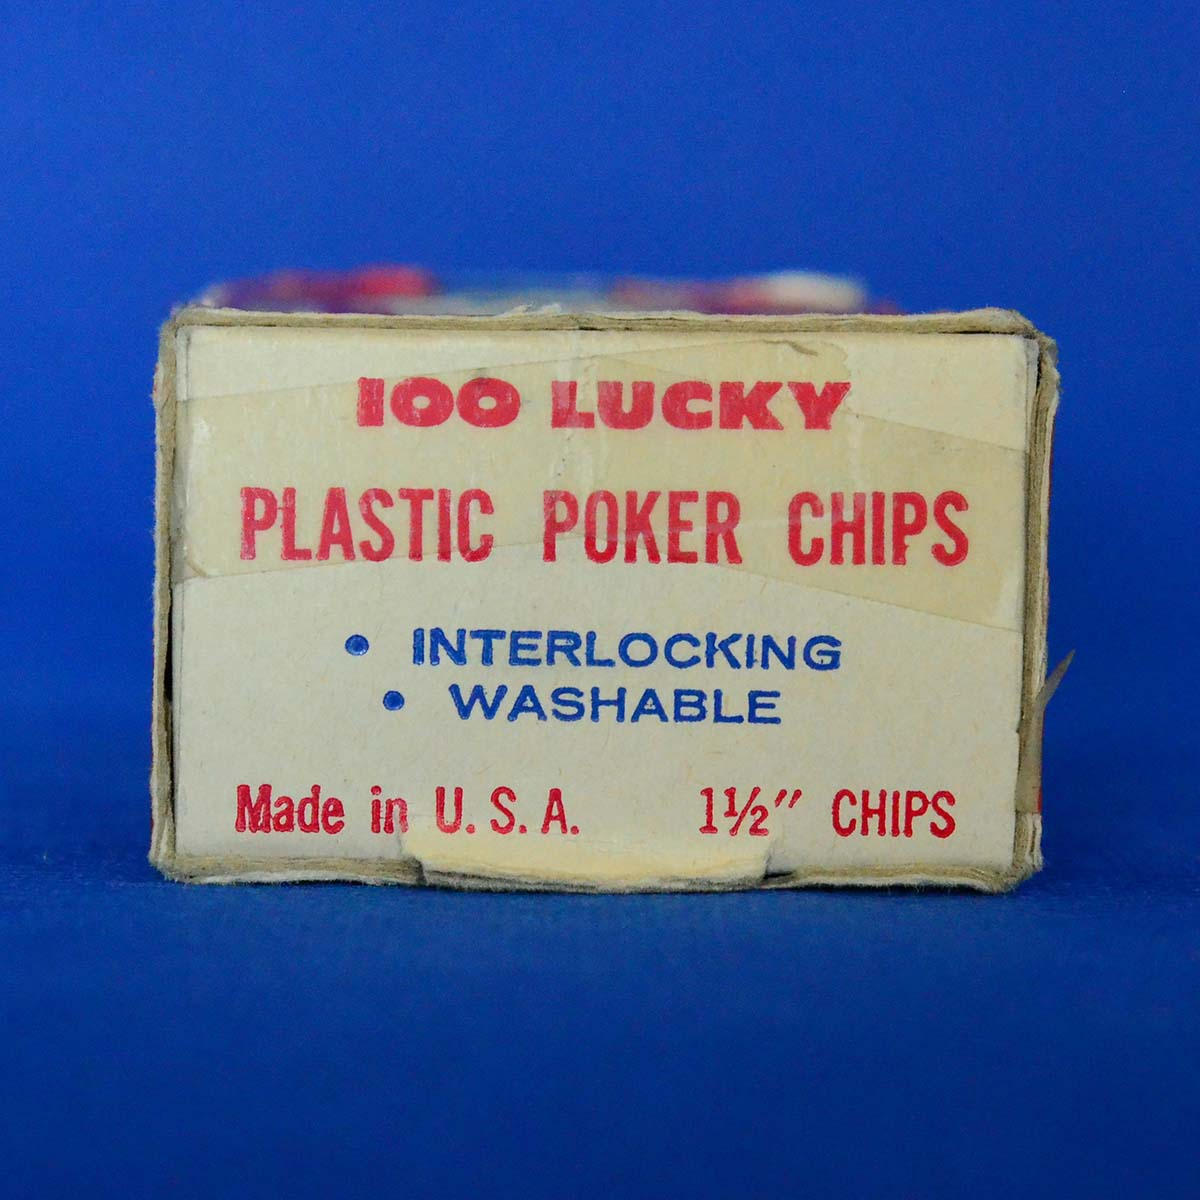 100 LUCKY
PLASTIC POKER CHIPS
• INTERLOCKING
• WASHABLE
Made in U.S.A. 1½" CHIPS